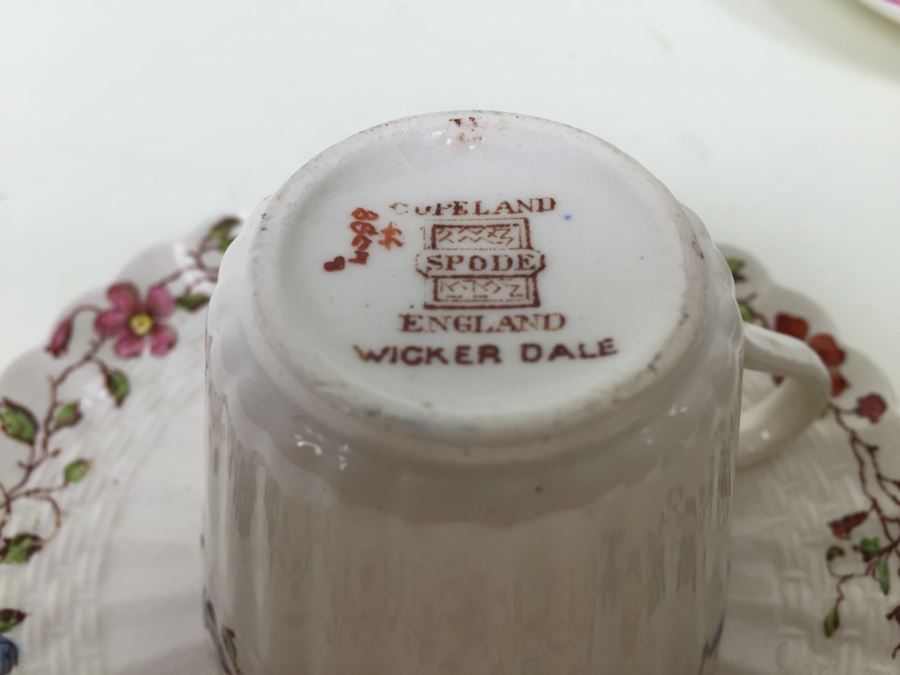 COPELAND
SPODE
ENGLAND
WICKER DALE